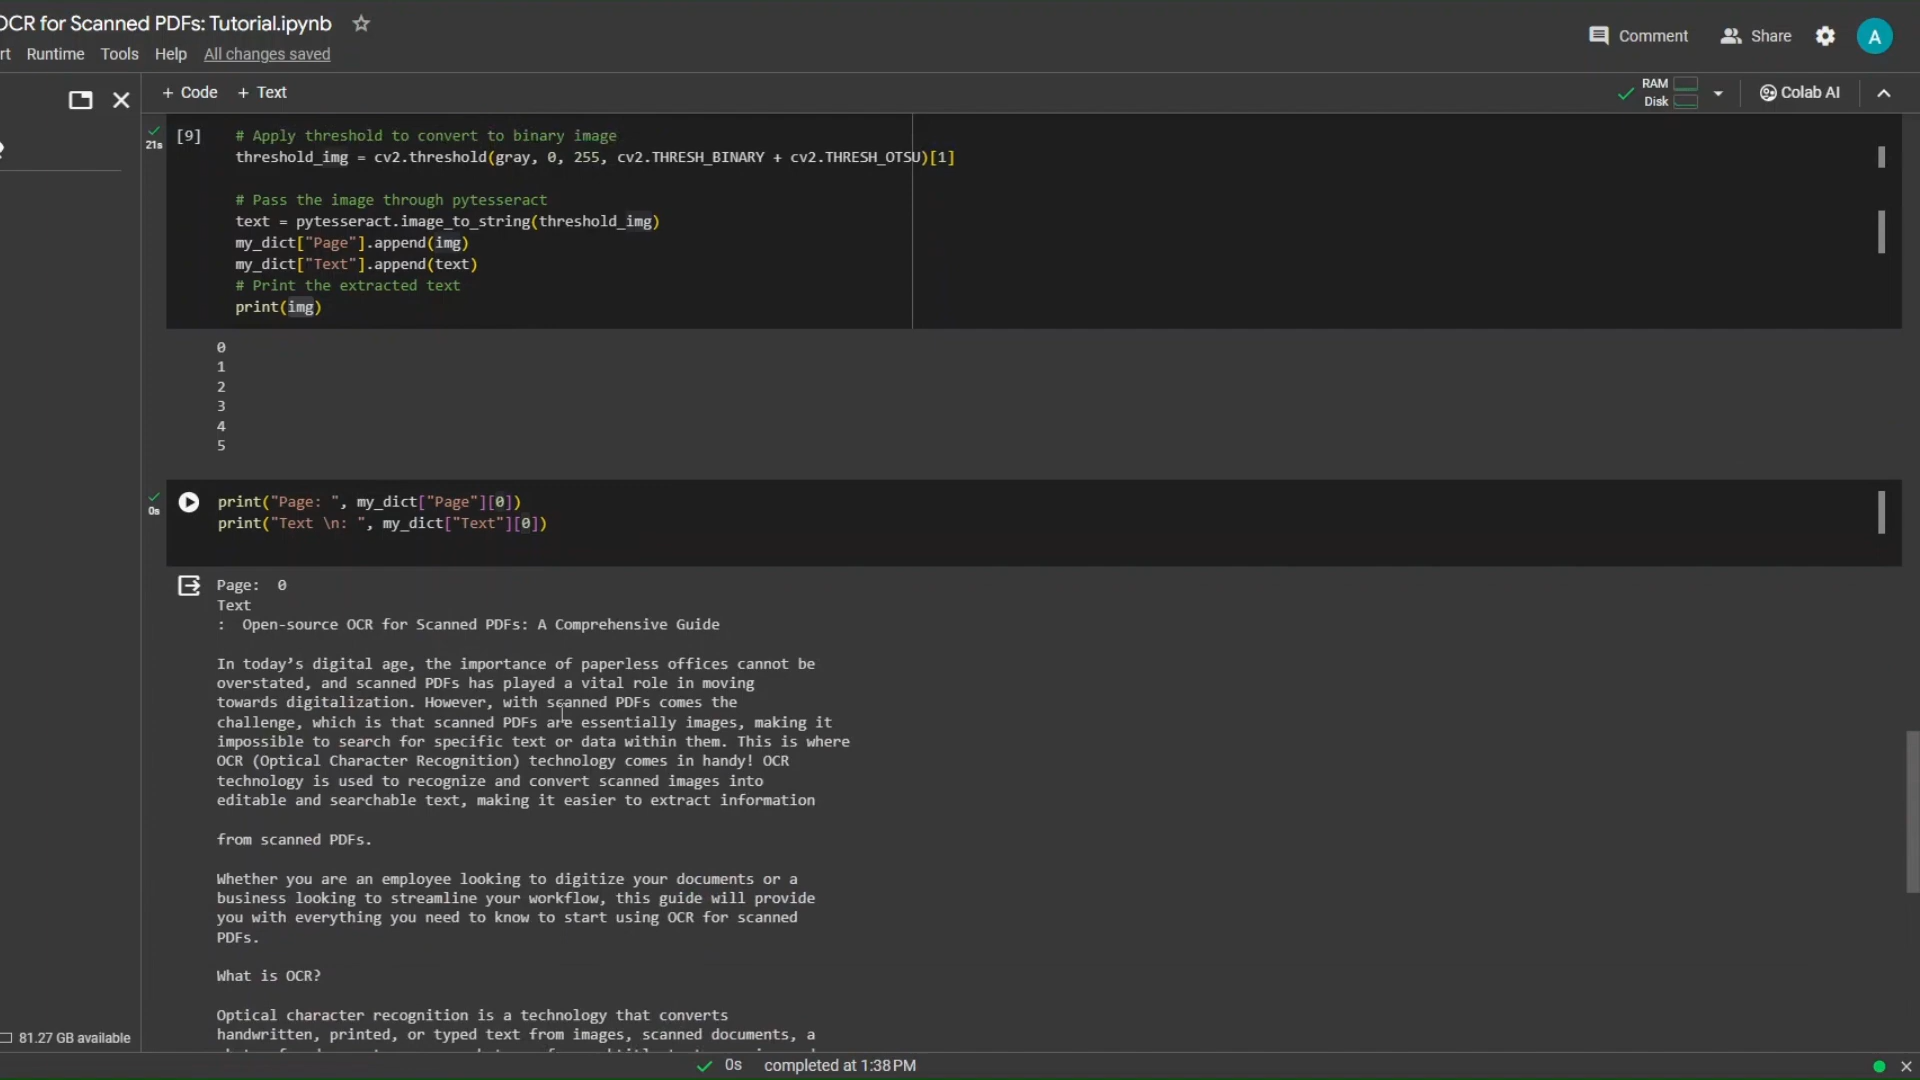 OCR for Scanned PDFs: Tutorial.ipynb
Comment
Share
A
Runtime Tools Help All changes saved
+ Code + Text
RAM
Disk
Colab AI
21s
[9]
# Apply threshold to convert to binary image
threshold_img = cv2.threshold(gray, 0, 255, cv2.THRESH_BINARY + cv2.THRESH_OTSU)[1]
# Pass the image through pytesseract
text = pytesseract.image_to_string(threshold_img)
my_dict["Page"].append(img)
my_dict["Text"].append(text)
# Print the extracted text
print(img)
0
1
2
3
4
5
0s
print("Page: ", my_dict["Page"][0])
print("Text \n: ", my_dict["Text"][0])
Page:  0
Text
:  Open-source OCR for Scanned PDFs: A Comprehensive Guide
In today’s digital age, the importance of paperless offices cannot be
overstated, and scanned PDFs has played a vital role in moving
towards digitalization. However, with scanned PDFs comes the
challenge, which is that scanned PDFs are essentially images, making it
impossible to search for specific text or data within them. This is where
OCR (Optical Character Recognition) technology comes in handy! OCR
technology is used to recognize and convert scanned images into
editable and searchable text, making it easier to extract information
from scanned PDFs.
Whether you are an employee looking to digitize your documents or a
business looking to streamline your workflow, this guide will provide
you with everything you need to know to start using OCR for scanned
PDFs.
What is OCR?
Optical character recognition is a technology that converts
handwritten, printed, or typed text from images, scanned documents, a
81.27 GB available
0s completed at 1:38 PM